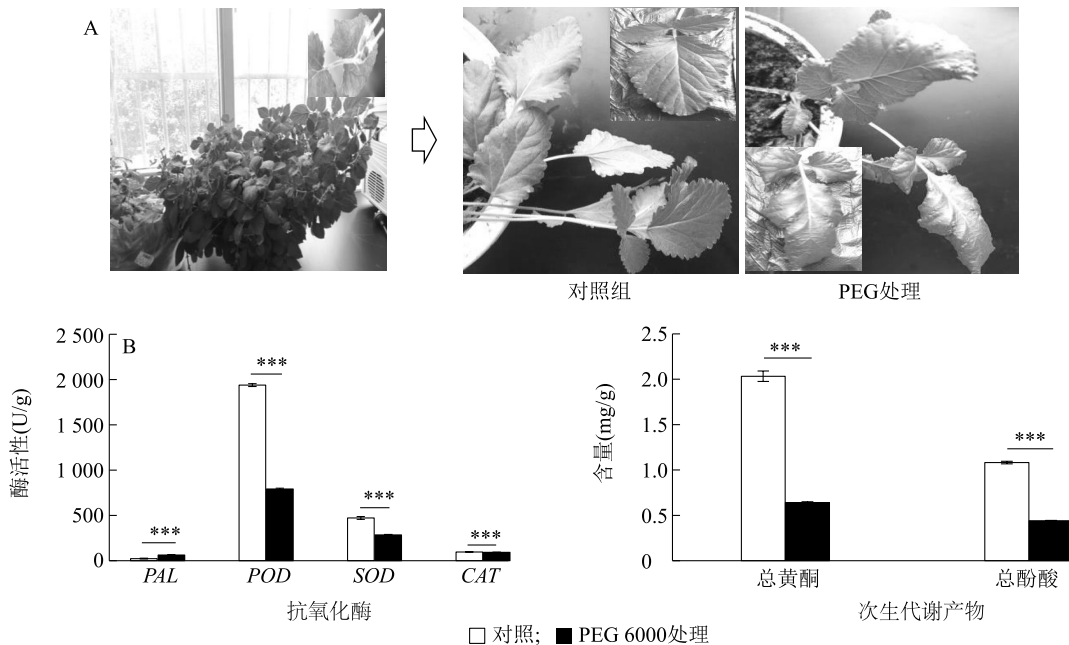 A
对照组
PEG处理
B
2 500
2 000
1 500
1 000
500
0
酶活性(U/g)
***
***
***
***
PAL
POD
SOD
CAT
抗氧化酶
2.5
2.0
1.5
1.0
0.5
0
含量(mg/g)
***
***
总黄酮
总酚酸
次生代谢产物
对照; PEG 6000处理